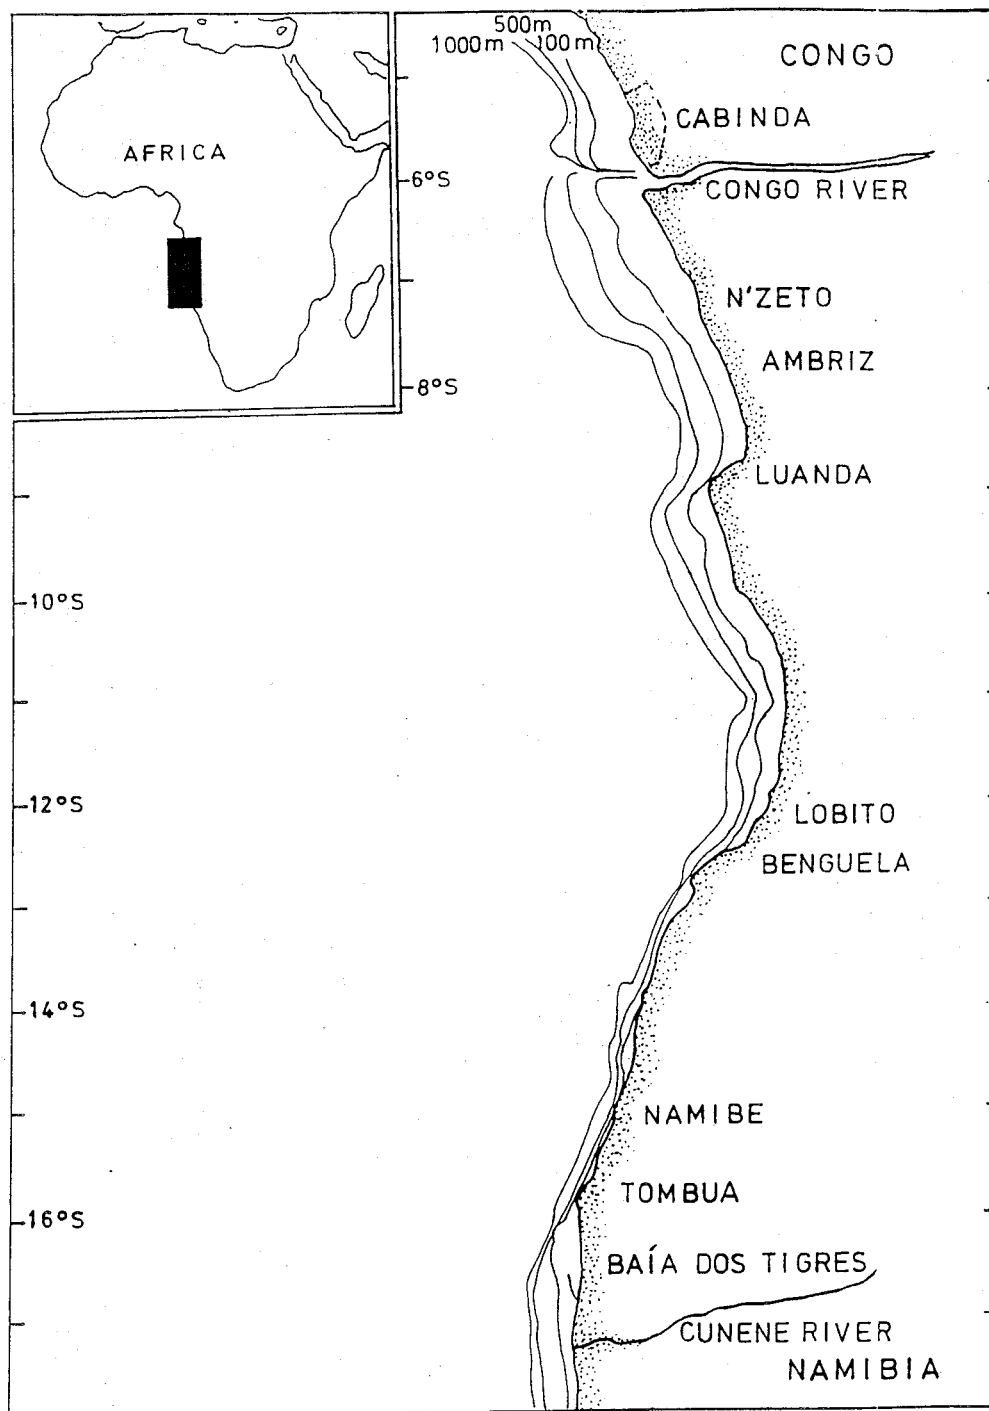 500m
1000m 100m
CONGO
CABINDA
AFRICA
6°S
CONGO RIVER
N'ZETO
AMBRIZ
8°S
LUANDA
10°S
12°S
LOBITO
BENGUELA
14°S
NAMIBE
TOMBUA
16°S
BAÍA DOS TIGRES
CUNENE RIVER
NAMIBIA